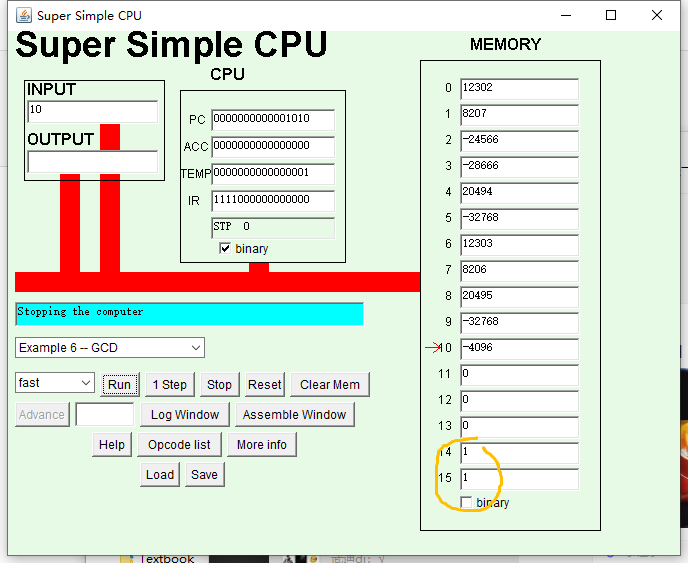 Super Simple CPU
Super Simple CPU
INPUT
10
OUTPUT
CPU
PC 0000000000001010
ACC 0000000000000000
TEMP 0000000000000001
IR 1111000000000000
STP 0
binary
Stopping the computer
Example 6 -- GCD
fast Run 1 Step Stop Reset Clear Mem
Advance Log Window Assemble Window
Help Opcode list More info
Load Save
MEMORY
0 12302
1 8207
2 -24566
3 -28666
4 20494
5 -32768
6 12303
7 8206
8 20495
9 -32768
10 -4096
11 0
12 0
13 0
14 1
15 1
binary
Textbook